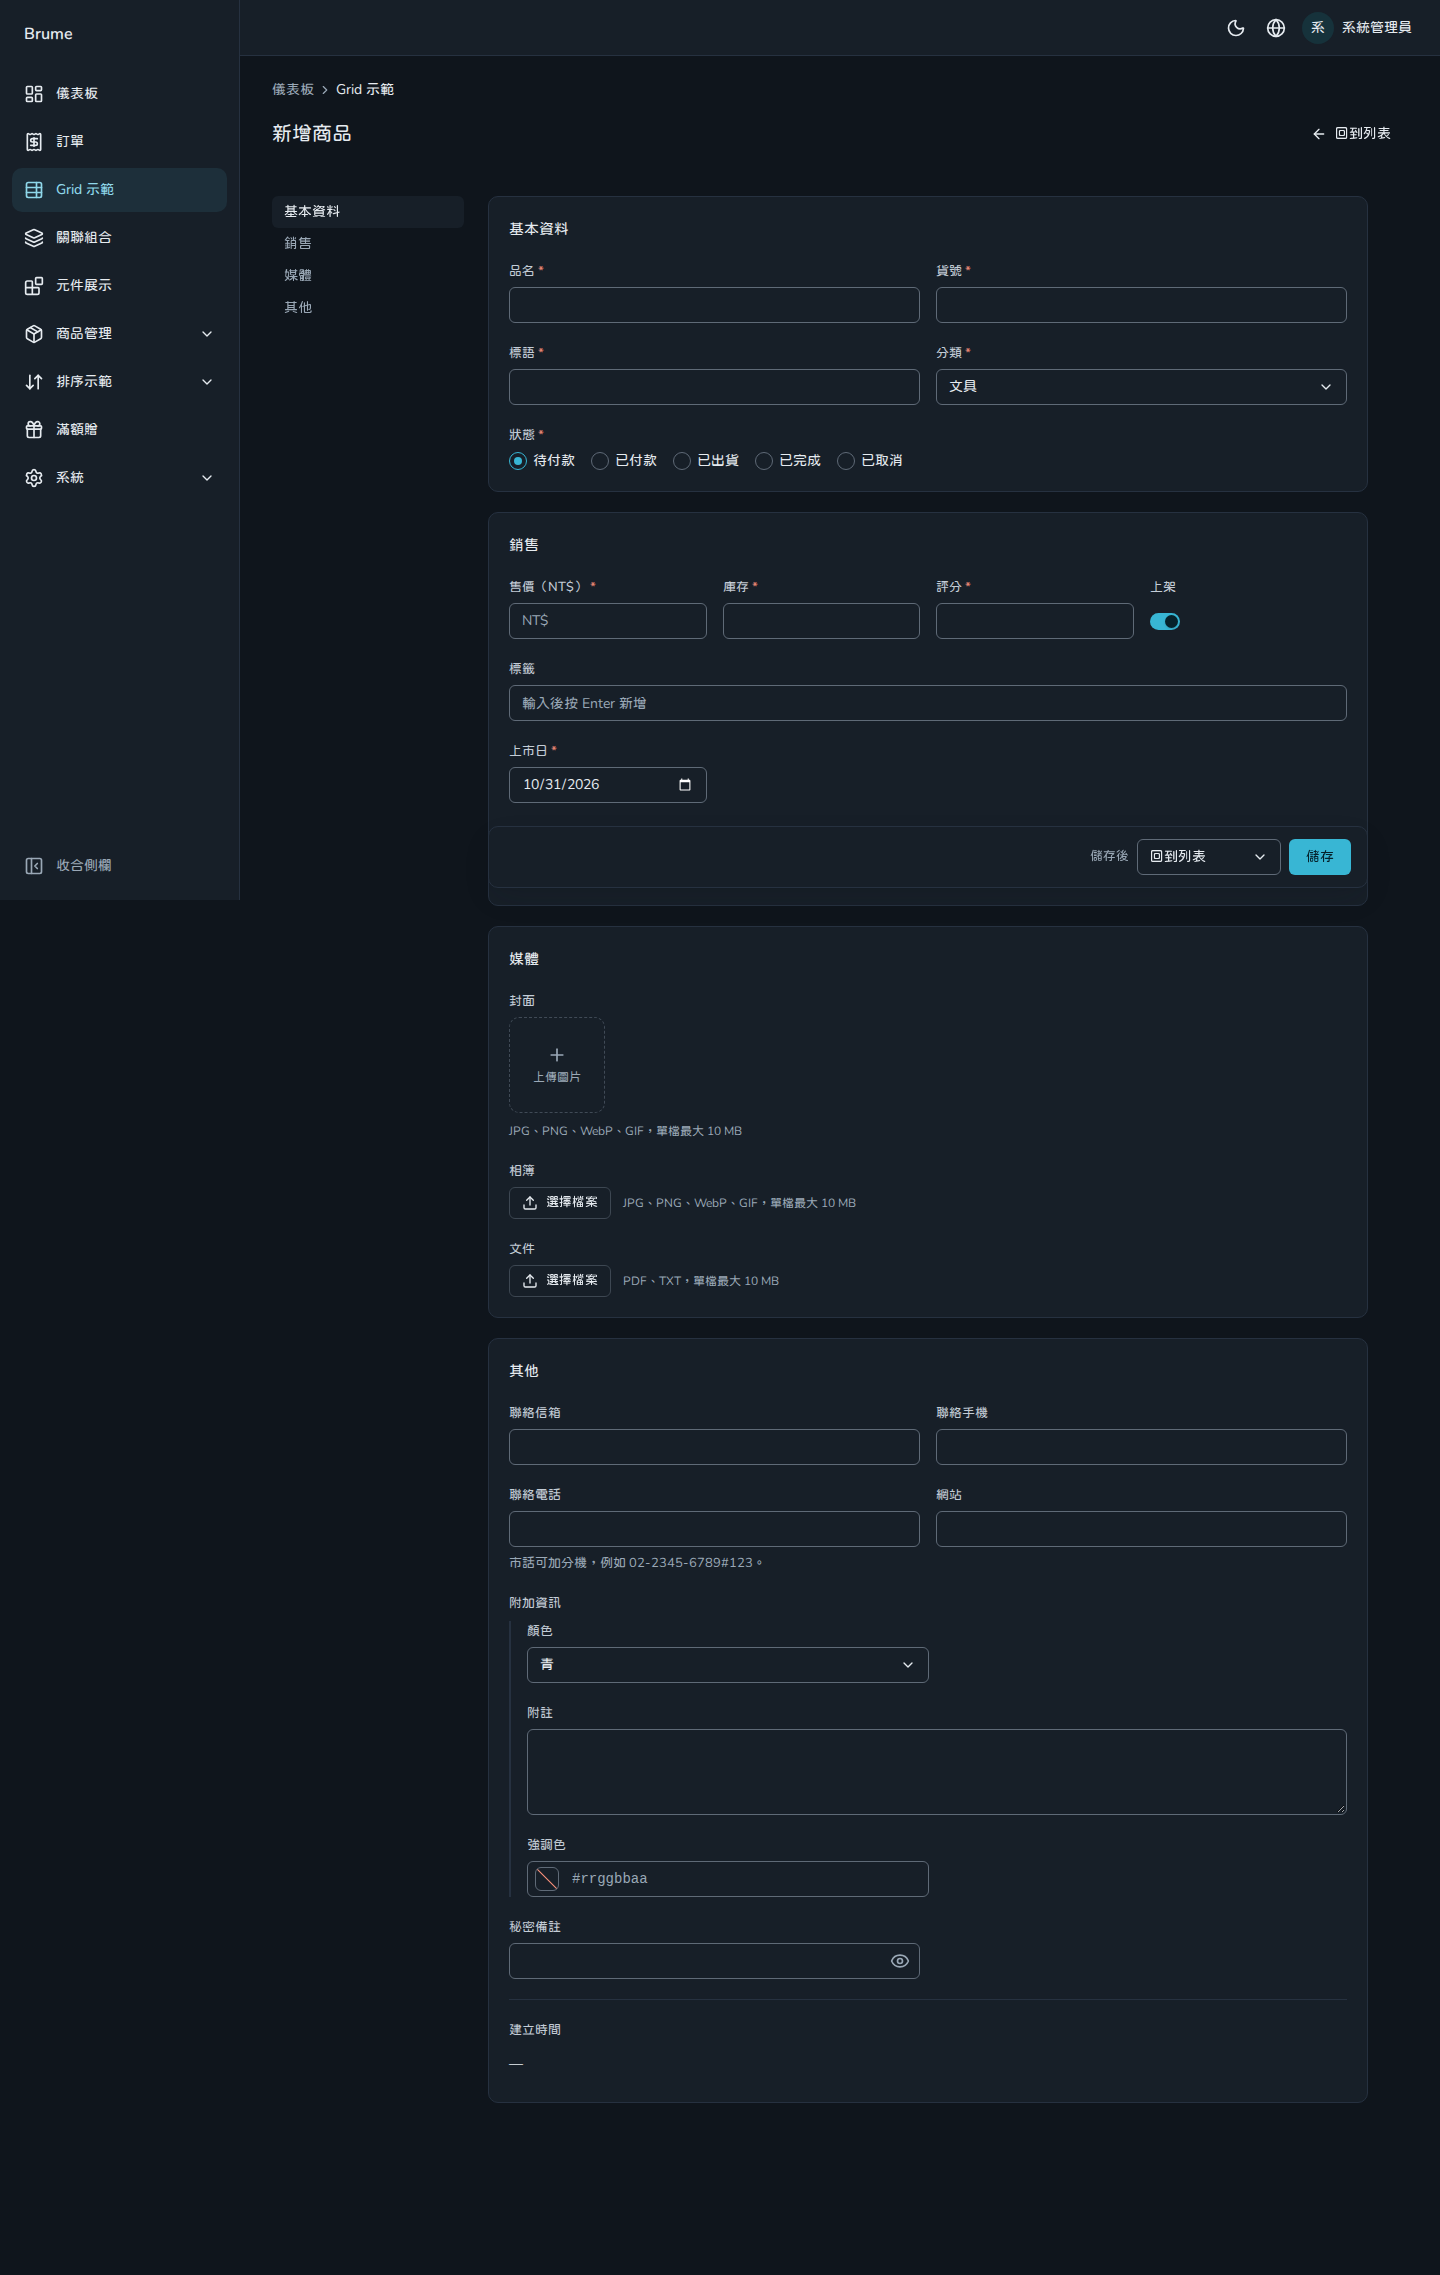 Brume
儀表板
訂單
Grid 示範
關聯組合
元件展示
商品管理
排序示範
滿額贈
系統
收合側欄
系 系統管理員
儀表板 > Grid 示範
新增商品
回到列表
基本資料
銷售
媒體
其他
基本資料
品名 * 貨號 *
標語 * 分類 *
文具
狀態 *
待付款 已付款 已出貨 已完成 已取消
銷售
售價（NT$） * 庫存 * 評分 * 上架
NT$
標籤
輸入後按 Enter 新增
上市日 *
10/31/2026
儲存後 回到列表 儲存
媒體
封面
上傳圖片
JPG、PNG、WebP、GIF，單檔最大 10 MB
相簿
選擇檔案 JPG、PNG、WebP、GIF，單檔最大 10 MB
文件
選擇檔案 PDF、TXT，單檔最大 10 MB
其他
聯絡信箱 聯絡手機
聯絡電話 網站
市話可加分機，例如 02-2345-6789#123。
附加資訊
顏色
青
附註
強調色
#rrggbbaa
秘密備註
建立時間
—